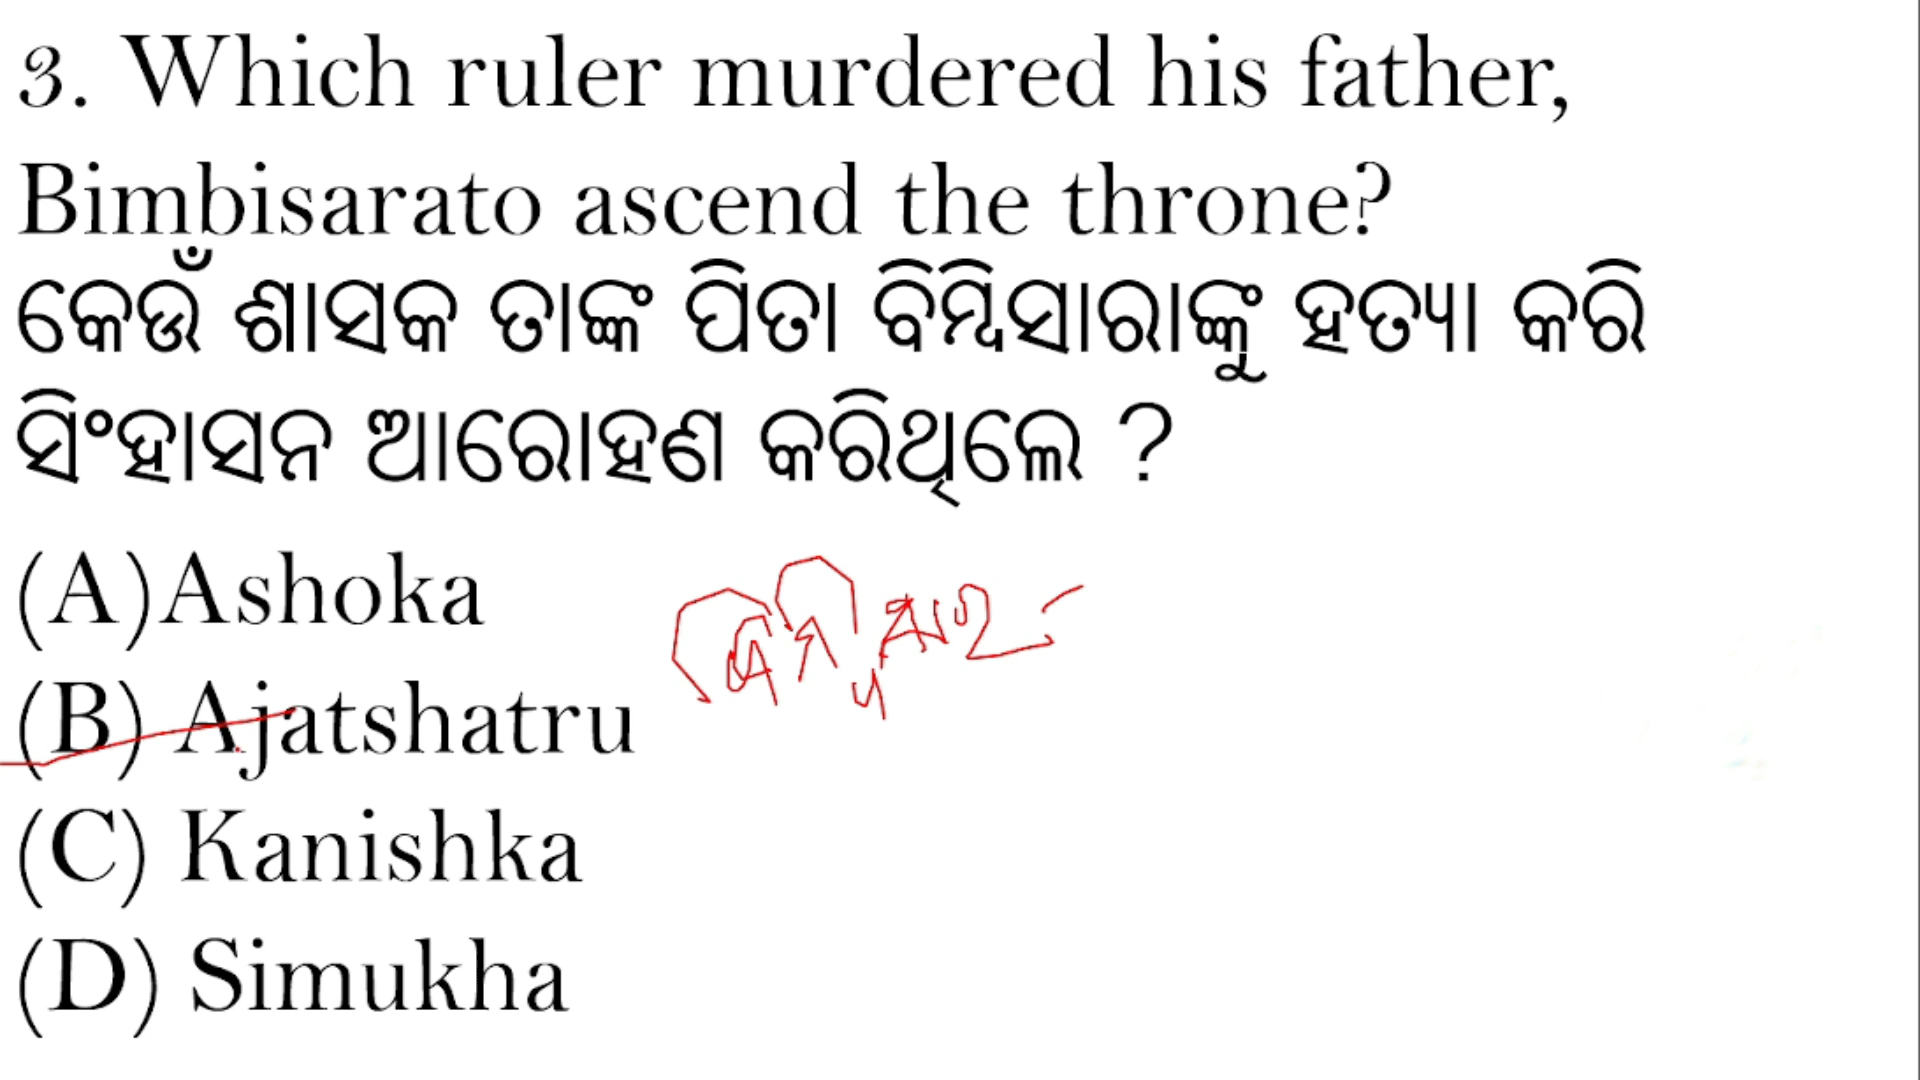 3. Which ruler murdered his father,
Bimbisarato ascend the throne?
କେଉଁ ଶାସକ ତାଙ୍କ ପିତା ବିମ୍ବିସାରାଙ୍କୁ ହତ୍ୟା କରି
ସିଂହାସନ ଆରୋହଣ କରିଥିଲେ ?
(A)Ashoka
(B) Ajatshatru
(C) Kanishka
(D) Simukha